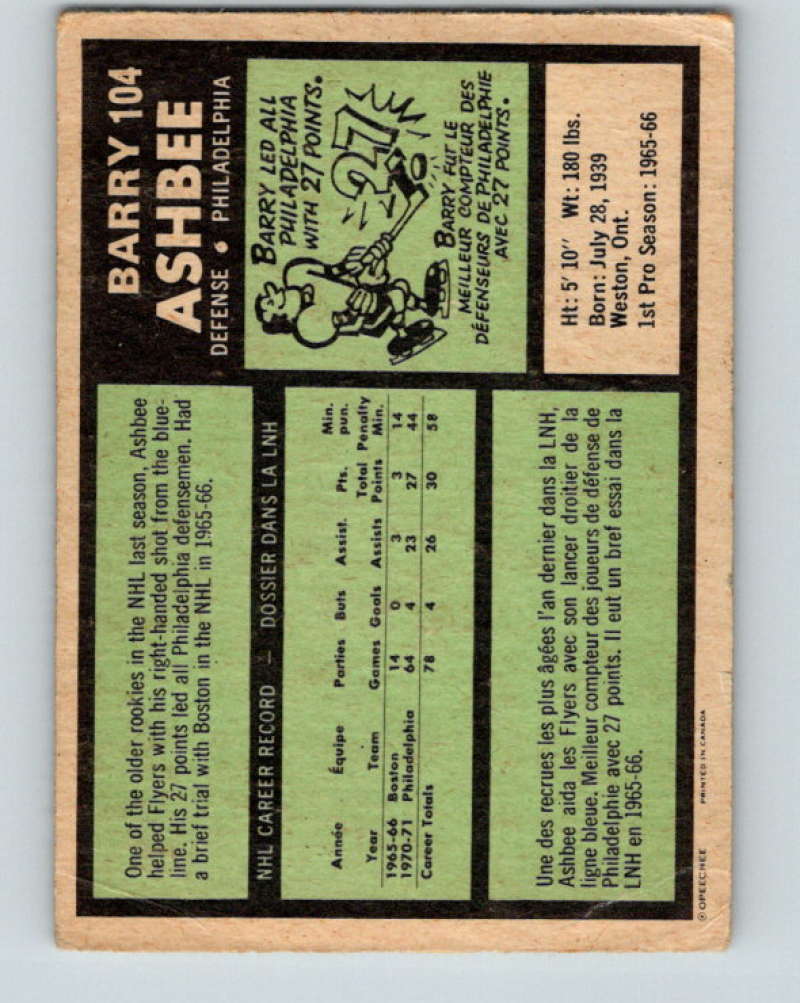 BARRY 104
ASHBEE
DEFENSE • PHILADELPHIA
One of the older rookies in the NHL last season, Ashbee
helped Flyers with his right-handed shot from the blue-
line. His 27 points led all Philadelphia defensemen. Had
a brief trial with Boston in the NHL in 1965-66.
BARRY LED ALL
PHILADELPHIA
WITH 27 POINTS.
27
BARRY FUT LE
MEILLEUR COMPTEUR DES
DÉFENSEURS DE PHILADELPHIE
AVEC 27 POINTS.
NHL CAREER RECORD — DOSSIER DANS LA LNH
Année Équipe Parties Buts Assist. Pts. Min. pun.
Year Team Games Goals Assists Total Points Penalty Min.
1965-66 Boston 14 0 3 3 14
1970-71 Philadelphia 64 4 23 27 44
Career Totals 78 4 26 30 58
Ht: 5' 10" Wt: 180 lbs.
Born: July 28, 1939
Weston, Ont.
1st Pro Season: 1965-66
Une des recrues les plus âgées l'an dernier dans la LNH,
Ashbee aida les Flyers avec son lancer droitier de la
ligne bleue. Meilleur compteur des joueurs de défense de
Philadelphie avec 27 points. Il eut un bref essai dans la
LNH en 1965-66.
© OPEECHEE PRINTED IN CANADA